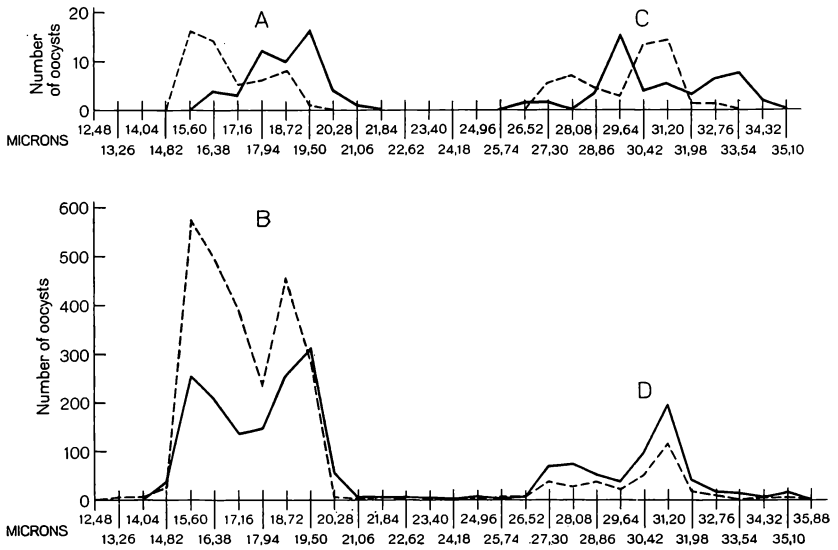 A
C
20
10
0
Number
of oocysts
12,48 14,04 15,60 17,16 18,72 20,28 21,84 23,40 24,96 26,52 28,08 29,64 31,20 32,76 34,32
MICRONS
13,26 14,82 16,38 17,94 19,50 21,06 22,62 24,18 25,74 27,30 28,86 30,42 31,98 33,54 35,10
B
D
600
500
400
300
200
100
0
Number of oocysts
12,48 14,04 15,60 17,16 18,72 20,28 21,84 23,40 24,96 26,52 28,08 29,64 31,20 32,76 34,32 35,88
MICRONS
13,26 14,82 16,38 17,94 19,50 21,06 22,62 24,18 25,74 27,30 28,86 30,42 31,98 33,54 35,10